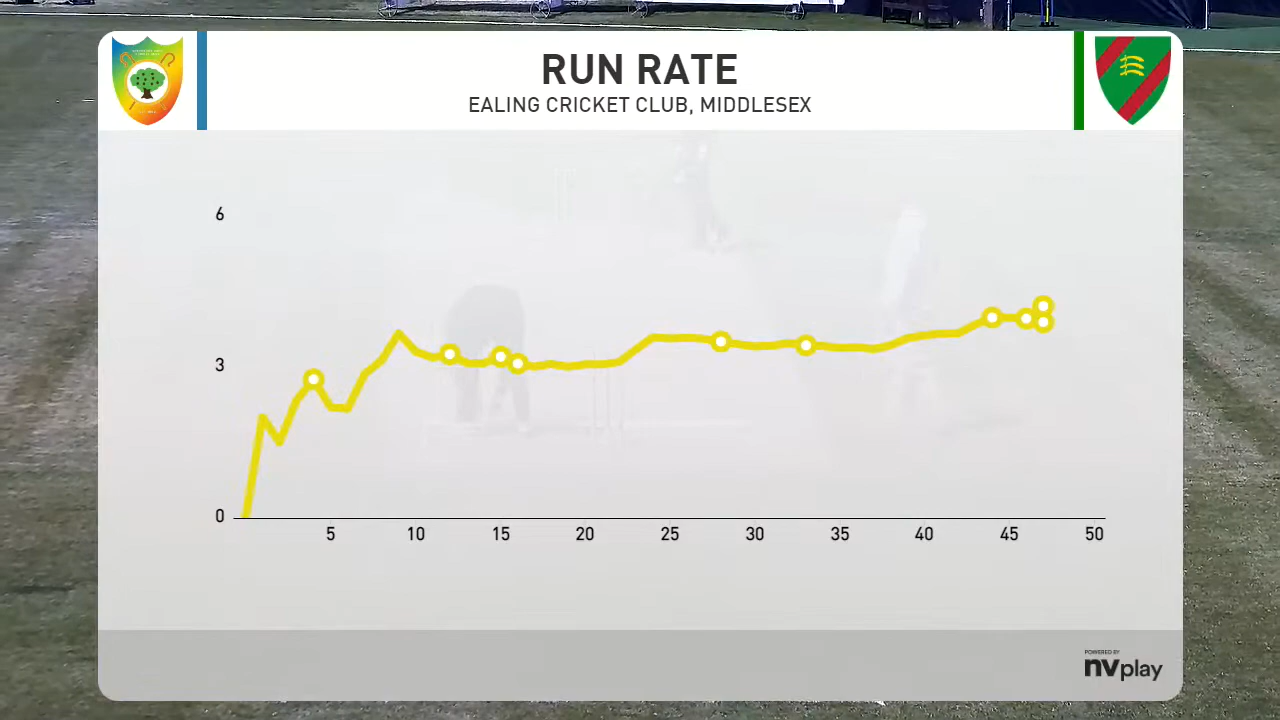 RUN RATE
EALING CRICKET CLUB, MIDDLESEX
6
3
0
5 10 15 20 25 30 35 40 45 50
POWERED BY
nvplay